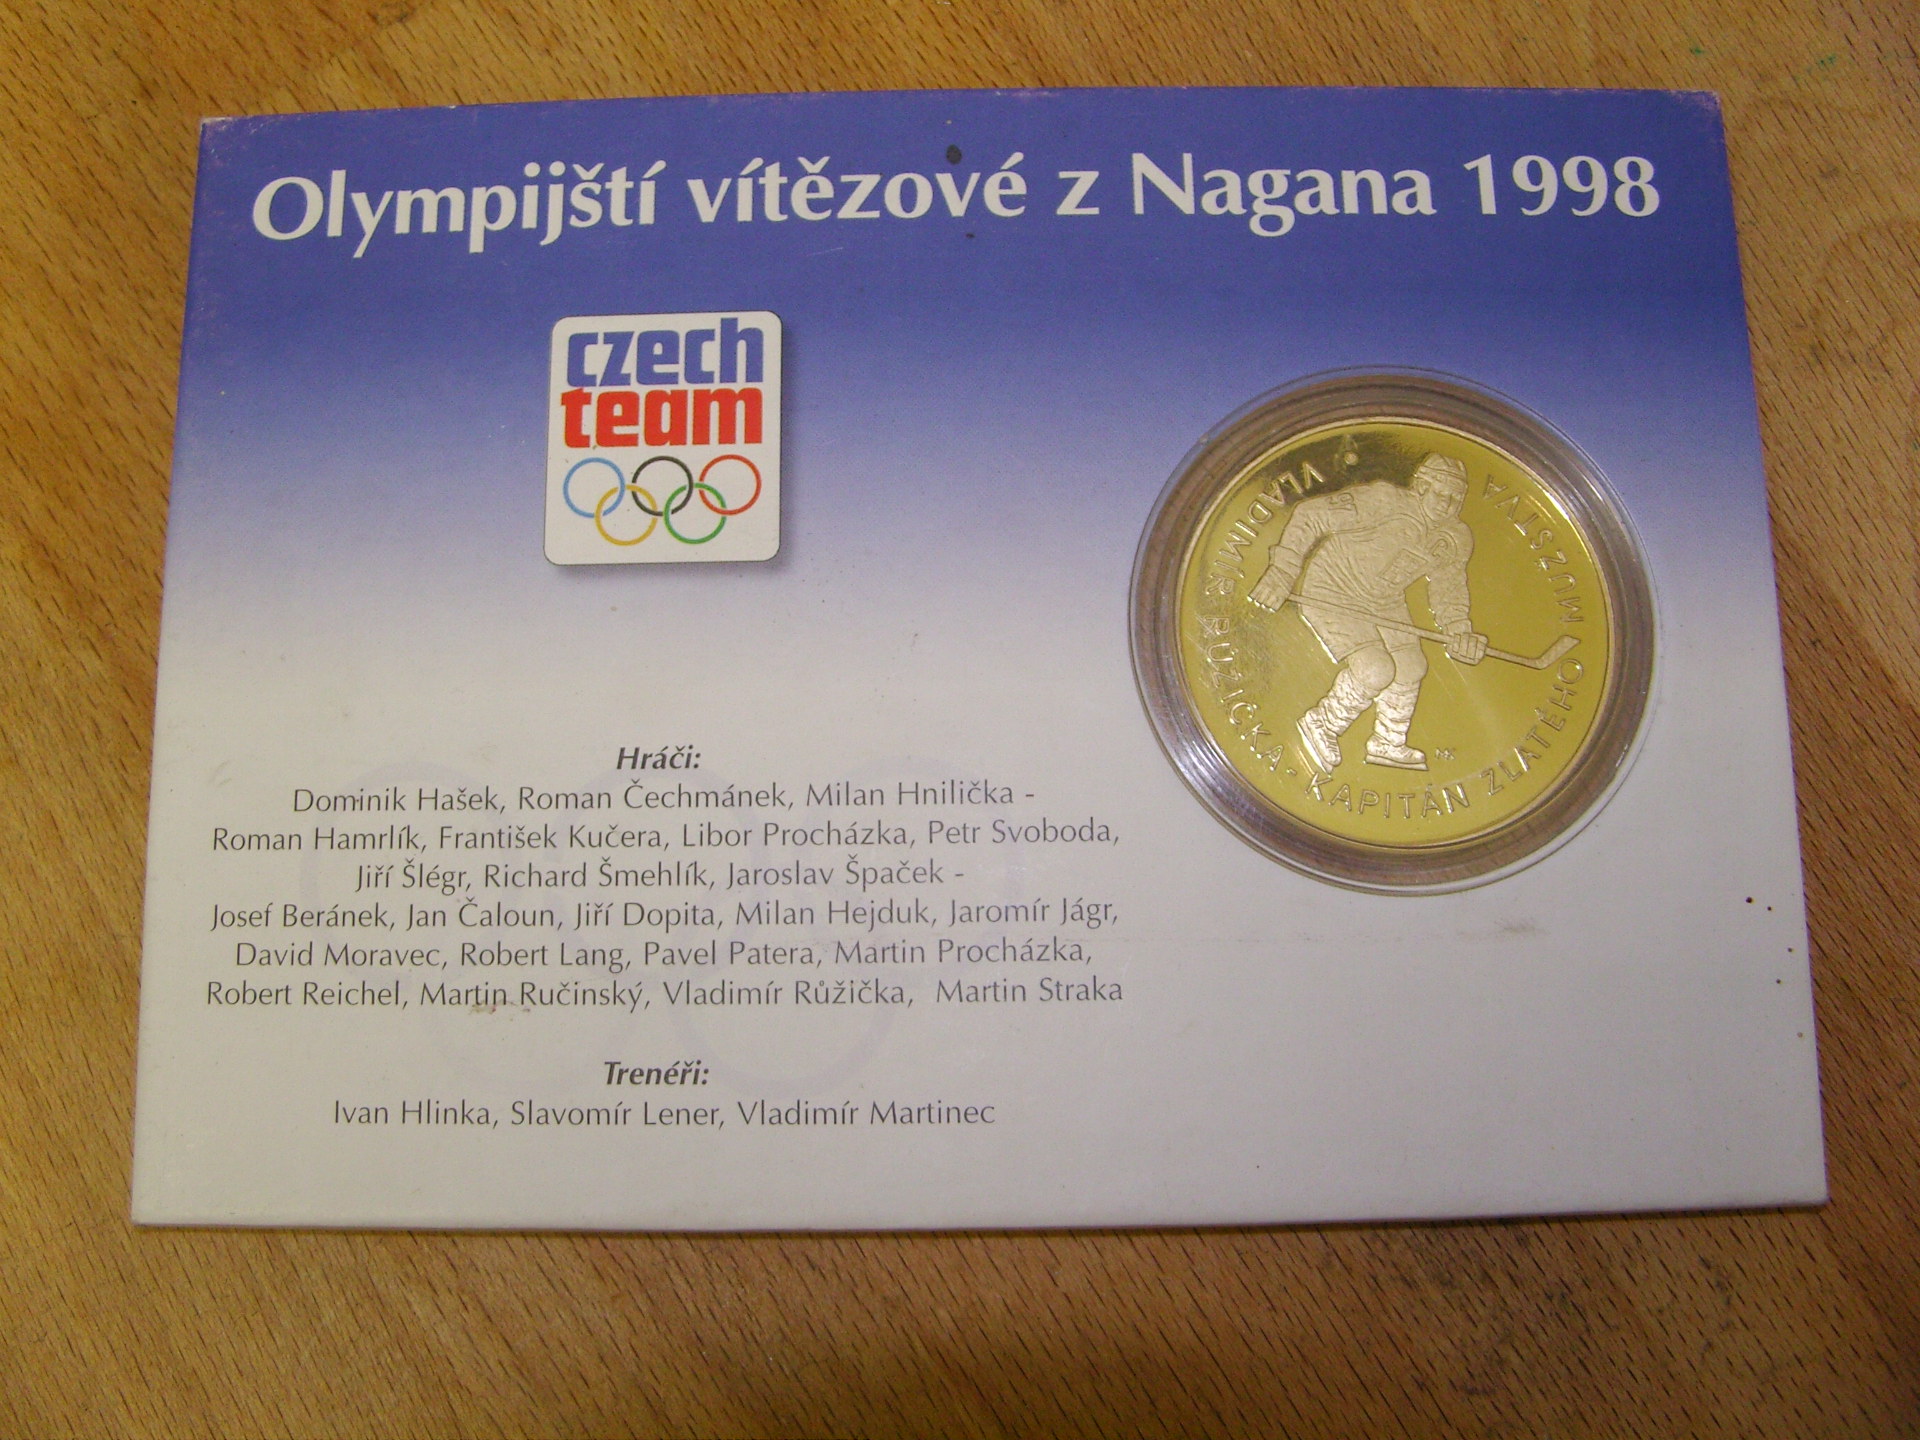 Olympijští vítězové z Nagana 1998
czech
team
VLADIMÍR RŮŽIČKA - KAPITÁN ZLATÉHO MUŽSTVA
Hráči:
Dominik Hašek, Roman Čechmánek, Milan Hnilička -
Roman Hamrlík, František Kučera, Libor Procházka, Petr Svoboda,
Jiří Šlégr, Richard Šmehlík, Jaroslav Špaček -
Josef Beránek, Jan Čaloun, Jiří Dopita, Milan Hejduk, Jaromír Jágr,
David Moravec, Robert Lang, Pavel Patera, Martin Procházka,
Robert Reichel, Martin Ručinský, Vladimír Růžička, Martin Straka
Trenéři:
Ivan Hlinka, Slavomír Lener, Vladimír Martinec